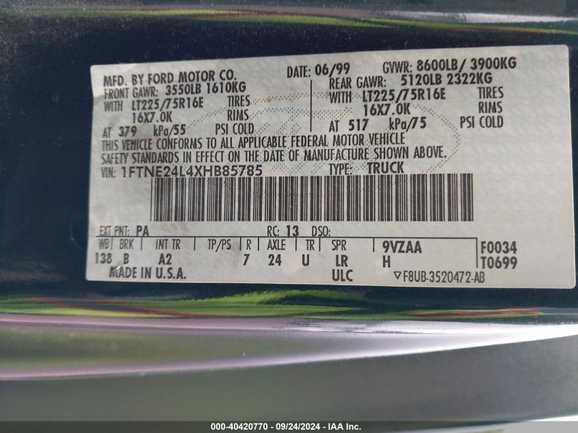 MFD. BY FORD MOTOR CO.
DATE: 06/99
GVWR: 8600LB/ 3900KG
FRONT GAWR: 3550LB 1610KG
REAR GAWR: 5120LB 2322KG
WITH LT225/75R16E TIRES
WITH LT225/75R16E TIRES
16X7.0K RIMS
16X7.0K RIMS
AT 379 kPa/55 PSI COLD
AT 517 kPa/75 PSI COLD
THIS VEHICLE CONFORMS TO ALL APPLICABLE FEDERAL MOTOR VEHICLE
SAFETY STANDARDS IN EFFECT ON THE DATE OF MANUFACTURE SHOWN ABOVE.
VIN: 1FTNE24L4XHB85785
TYPE: TRUCK
EXT PNT: PA RC: 13 DSO:
WB BRK INT TR TP/PS R AXLE TR SPR 9VZAA F0034
138 B A2 7 24 U LR H T0699
MADE IN U.S.A. ULC F8UB-3520472-AB
000-40420770 - 09/24/2024 - IAA Inc.